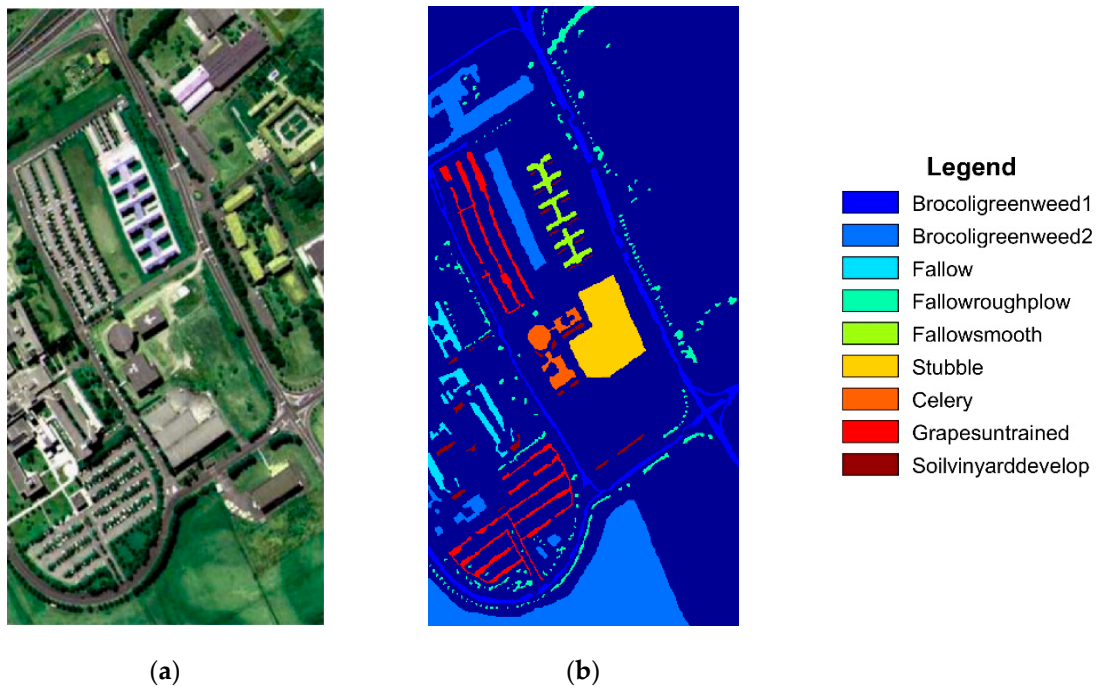 Legend
Brocoligreenweed1
Brocoligreenweed2
Fallow
Fallowroughplow
Fallowsmooth
Stubble
Celery
Grapesuntrained
Soilvinyarddevelop
(a)
(b)